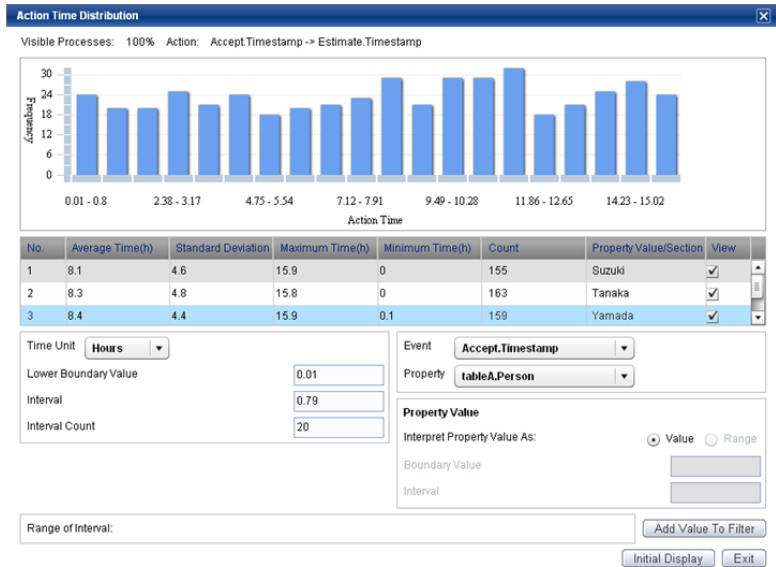 Action Time Distribution
Visible Processes: 100% Action: Accept.Timestamp -> Estimate.Timestamp
30
24
18
12
6
0
Frequency
0.01 - 0.8 2.38 - 3.17 4.75 - 5.54 7.12 - 7.91 9.49 - 10.28 11.86 - 12.65 14.23 - 15.02
Action Time
No. Average Time(h) Standard Deviation Maximum Time(h) Minimum Time(h) Count Property Value/Section View
1 8.1 4.6 15.9 0 155 Suzuki
2 8.3 4.8 15.8 0 163 Tanaka
3 8.4 4.4 15.9 0.1 159 Yamada
Time Unit Hours
Lower Boundary Value 0.01
Interval 0.79
Interval Count 20
Event Accept.Timestamp
Property tableA.Person
Property Value
Interpret Property Value As: Value Range
Boundary Value
Interval
Range of Interval:
Add Value To Filter
Initial Display Exit